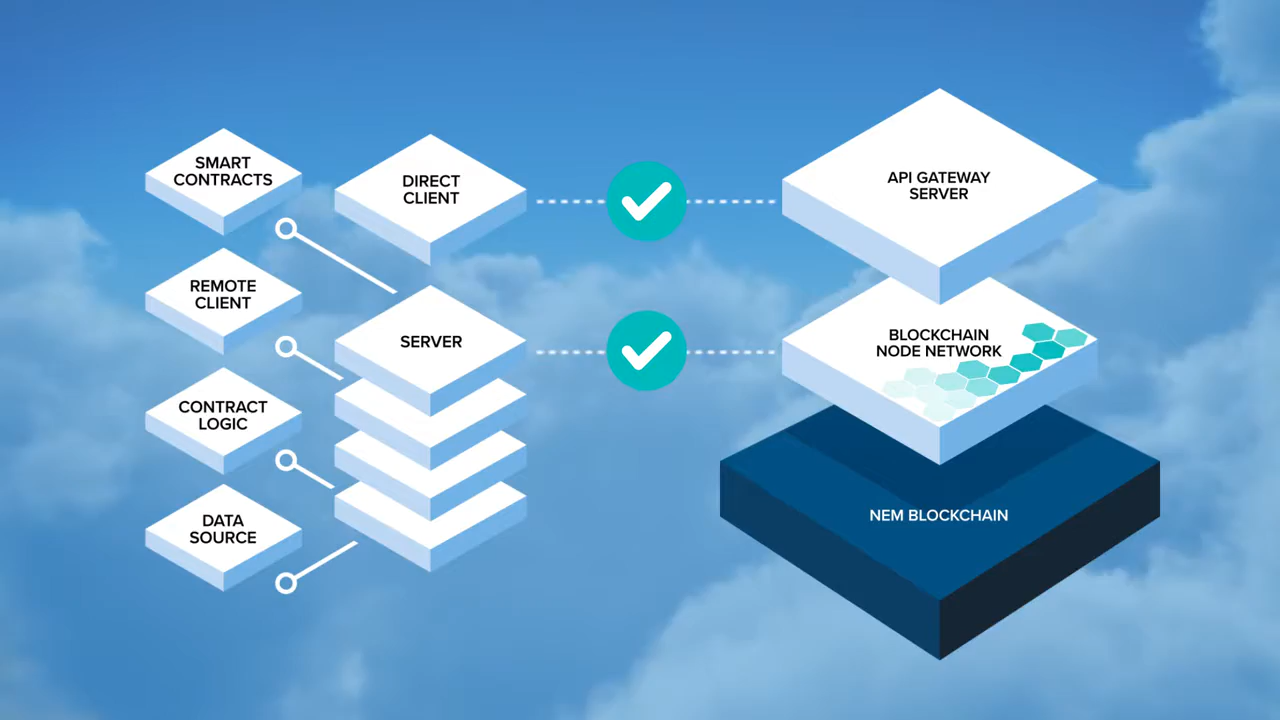 SMART
CONTRACTS
DIRECT
CLIENT
API GATEWAY
SERVER
REMOTE
CLIENT
SERVER
BLOCKCHAIN
NODE NETWORK
CONTRACT
LOGIC
DATA
SOURCE
NEM BLOCKCHAIN